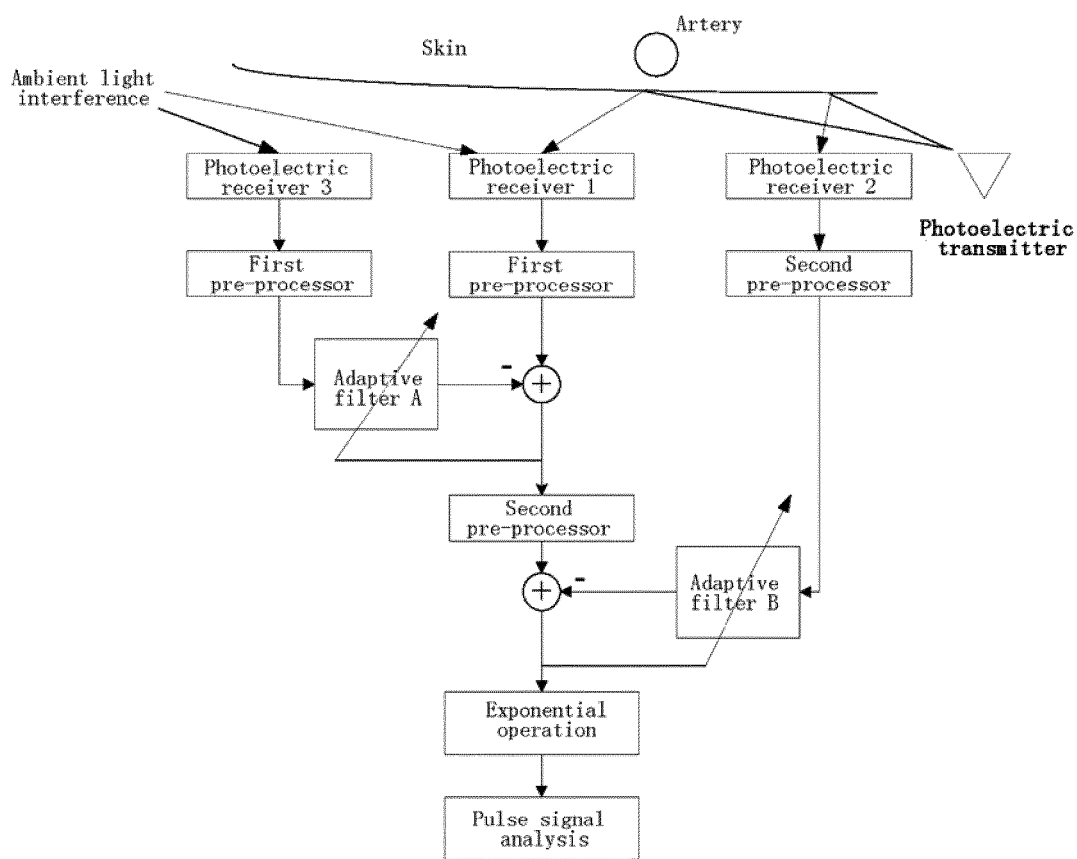 Artery
Skin
Ambient light
interference
Photoelectric
receiver 3
Photoelectric
receiver 1
Photoelectric
receiver 2
Photoelectric
transmitter
First
pre-processor
First
pre-processor
Second
pre-processor
Adaptive
filter A
-
+
Second
pre-processor
Adaptive
filter B
-
+
Exponential
operation
Pulse signal
analysis